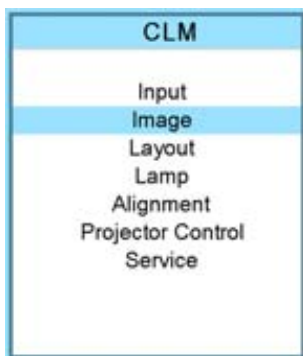 CLM
Input
Image
Layout
Lamp
Alignment
Projector Control
Service